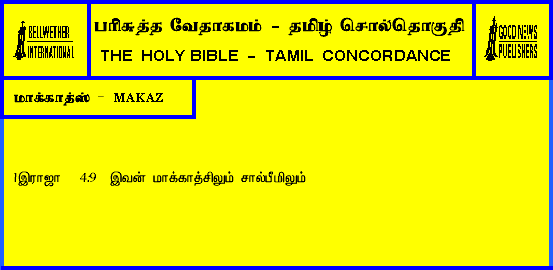 BELLWETHER
INTERNATIONAL
பரிசுத்த வேதாகமம் - தமிழ் சொல்தொகுதி
THE HOLY BIBLE - TAMIL CONCORDANCE
GOOD NEWS
PUBLISHERS
மாக்காத்ஸ் - MAKAZ
1இராஜா 4:9 இவன் மாக்காத்சிலும் சால்பீமிலும்